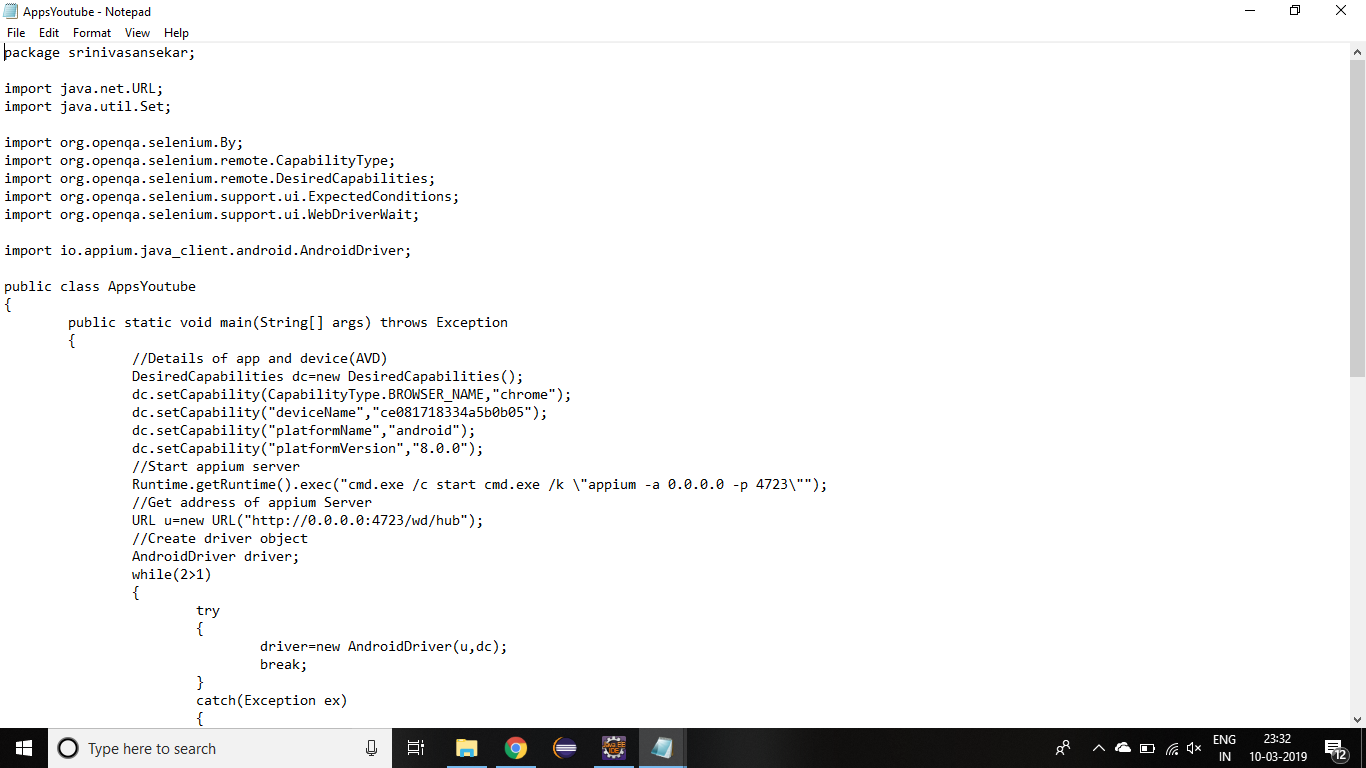 AppsYoutube - Notepad
File Edit Format View Help
package srinivasansekar;

import java.net.URL;
import java.util.Set;

import org.openqa.selenium.By;
import org.openqa.selenium.remote.CapabilityType;
import org.openqa.selenium.remote.DesiredCapabilities;
import org.openqa.selenium.support.ui.ExpectedConditions;
import org.openqa.selenium.support.ui.WebDriverWait;

import io.appium.java_client.android.AndroidDriver;

public class AppsYoutube
{
        public static void main(String[] args) throws Exception
        {
                //Details of app and device(AVD)
                DesiredCapabilities dc=new DesiredCapabilities();
                dc.setCapability(CapabilityType.BROWSER_NAME,"chrome");
                dc.setCapability("deviceName","ce081718334a5b0b05");
                dc.setCapability("platformName","android");
                dc.setCapability("platformVersion","8.0.0");
                //Start appium server
                Runtime.getRuntime().exec("cmd.exe /c start cmd.exe /k \"appium -a 0.0.0.0 -p 4723\"");
                //Get address of appium Server
                URL u=new URL("http://0.0.0.0:4723/wd/hub");
                //Create driver object
                AndroidDriver driver;
                while(2>1)
                {
                        try
                        {
                                driver=new AndroidDriver(u,dc);
                                break;
                        }
                        catch(Exception ex)
                        {
Type here to search
ENG
IN
23:32
10-03-2019
12